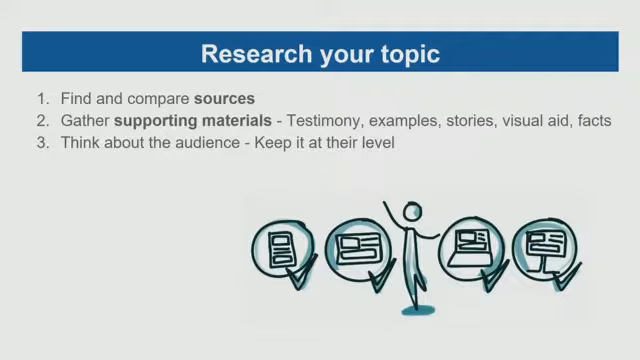 Research your topic
1. Find and compare sources
2. Gather supporting materials - Testimony, examples, stories, visual aid, facts
3. Think about the audience - Keep it at their level